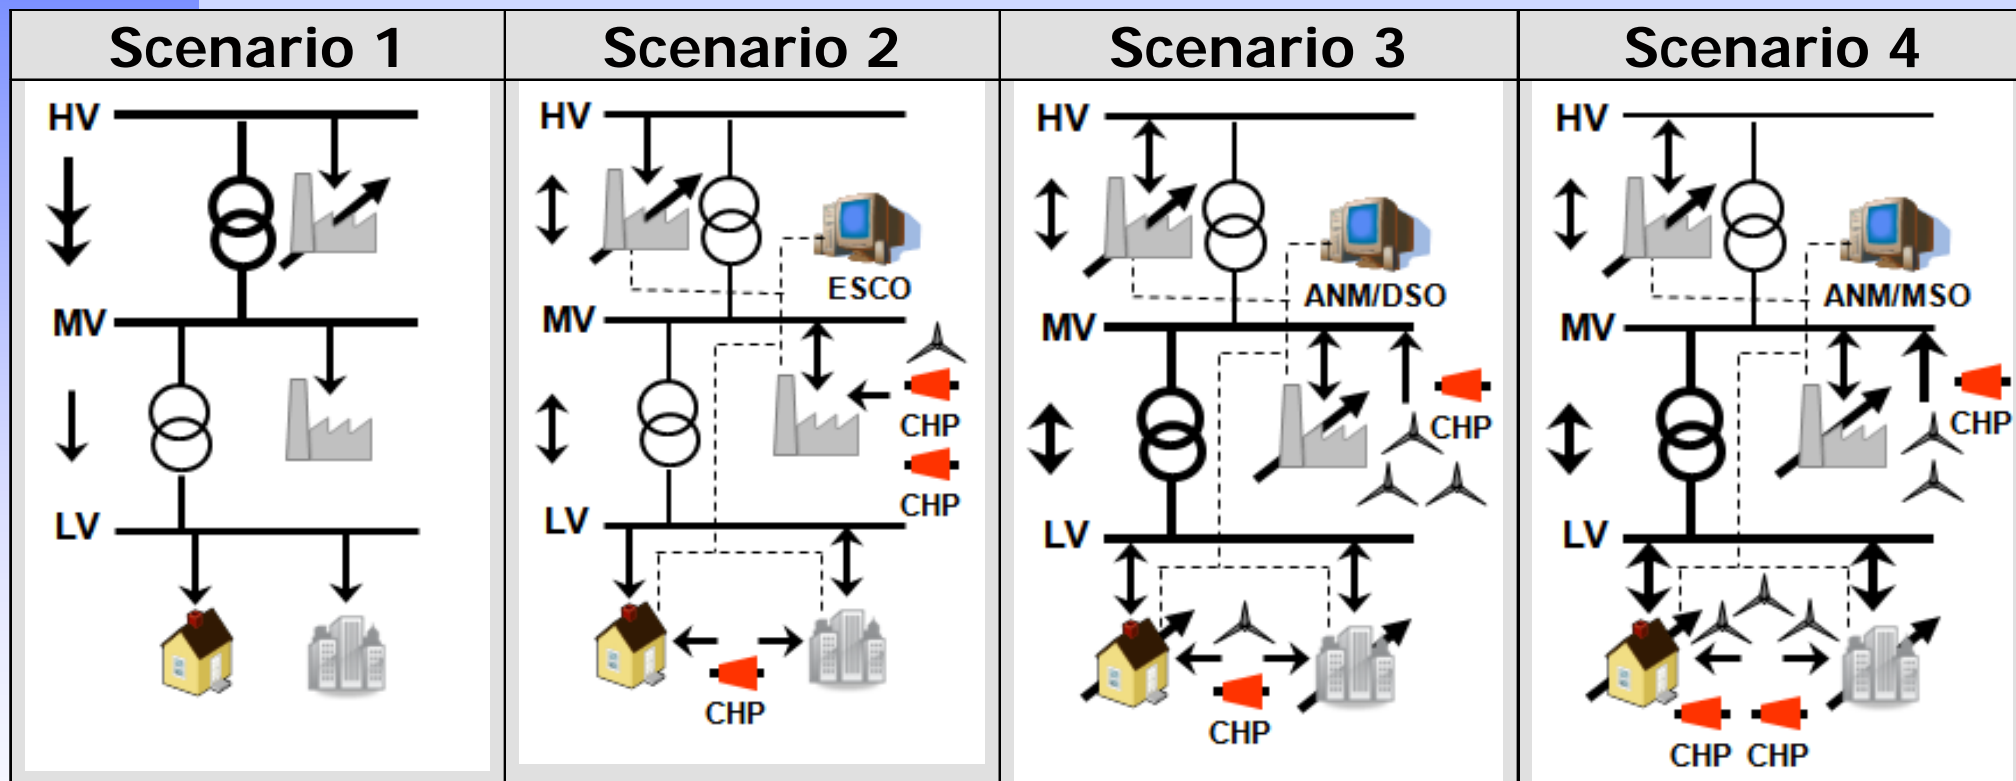 Scenario 1
Scenario 2
Scenario 3
Scenario 4
HV
MV
LV
HV
ESCO
MV
CHP
CHP
LV
CHP
HV
ANM/DSO
MV
CHP
LV
CHP
HV
ANM/MSO
MV
CHP
LV
CHP CHP